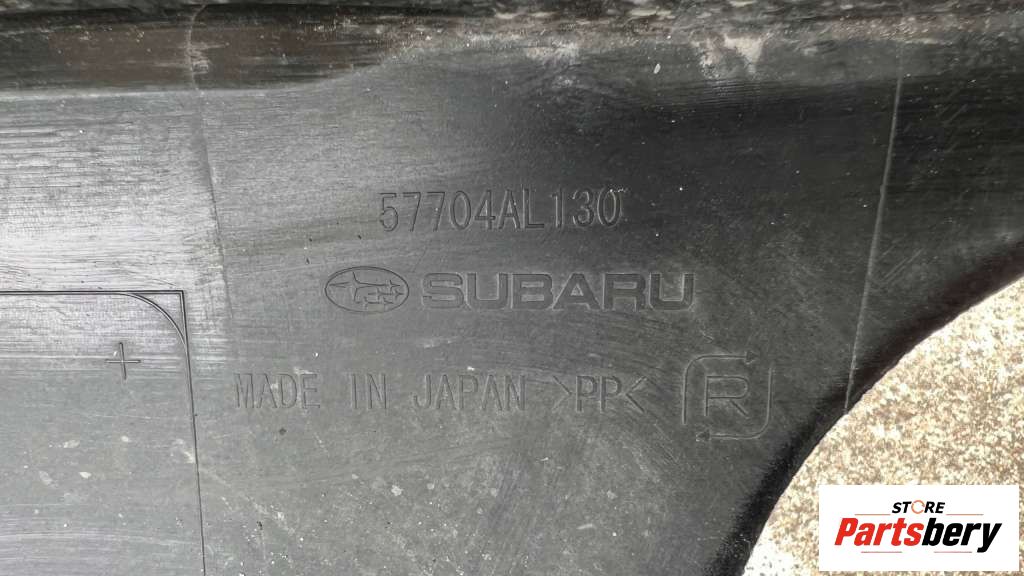 57704AL130
SUBARU
MADE IN JAPAN >PP< R
STORE
Partsbery